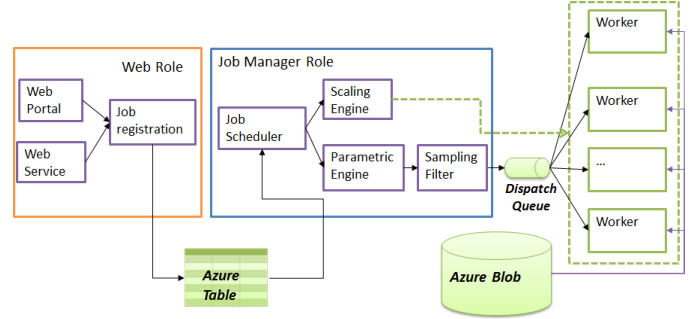 Web Role
Web
Portal
Job
registration
Web
Service
Job Manager Role
Job
Scheduler
Scaling
Engine
Parametric
Engine
Sampling
Filter
Dispatch
Queue
Worker
Worker
...
Worker
Azure
Table
Azure Blob